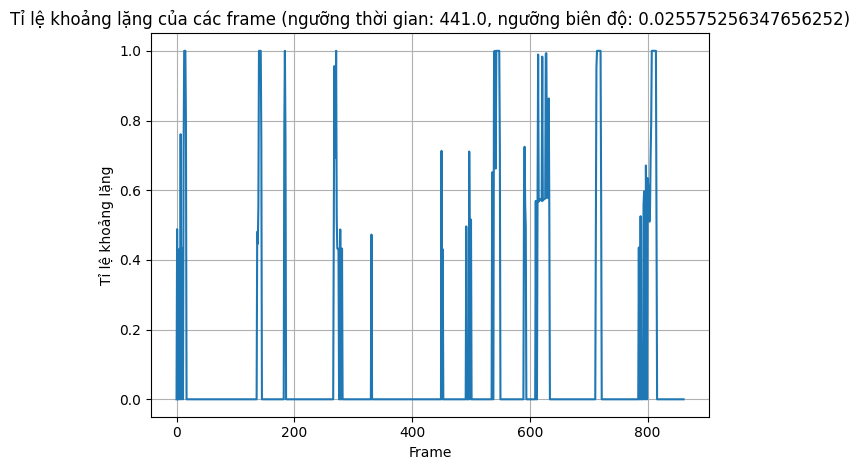 Tỉ lệ khoảng lặng của các frame (ngưỡng thời gian: 441.0, ngưỡng biên độ: 0.025575256347656252)
1.0
0.8
0.6
0.4
0.2
0.0
Tỉ lệ khoảng lặng
0 200 400 600 800
Frame